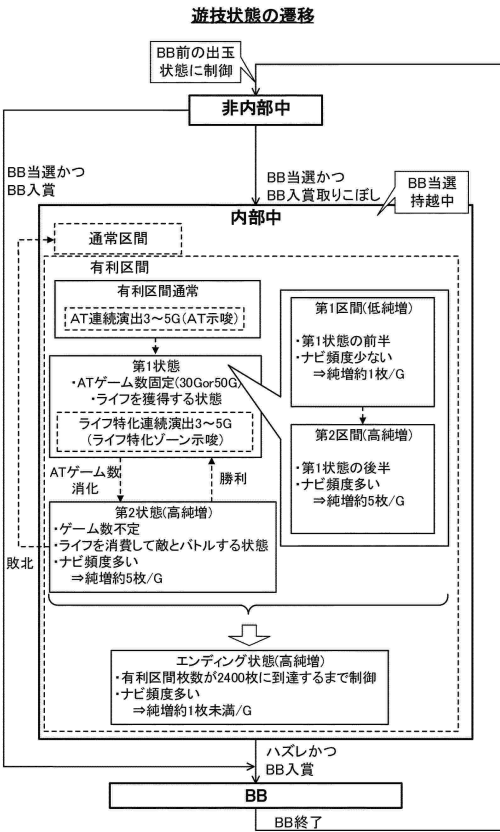 遊技状態の遷移
BB前の出玉
状態に制御
非内部中
BB当選かつ
BB入賞
BB当選かつ
BB入賞取りこぼし
BB当選
持越中
内部中
通常区間
有利区間
有利区間通常
AT連続演出3～5G(AT示唆)
第1状態
・ATゲーム数固定(30Gor50G)
・ライフを獲得する状態
ライフ特化連続演出3～5G
(ライフ特化ゾーン示唆)
第1区間(低純増)
・第1状態の前半
・ナビ頻度少ない
⇒純増約1枚/G
第2区間(高純増)
・第1状態の後半
・ナビ頻度多い
⇒純増約5枚/G
ATゲーム数
消化
勝利
第2状態(高純増)
・ゲーム数不定
・ライフを消費して敵とバトルする状態
・ナビ頻度多い
⇒純増約5枚/G
敗北
エンディング状態(高純増)
・有利区間枚数が2400枚に到達するまで制御
・ナビ頻度多い
⇒純増約1枚未満/G
ハズレかつ
BB入賞
BB
BB終了